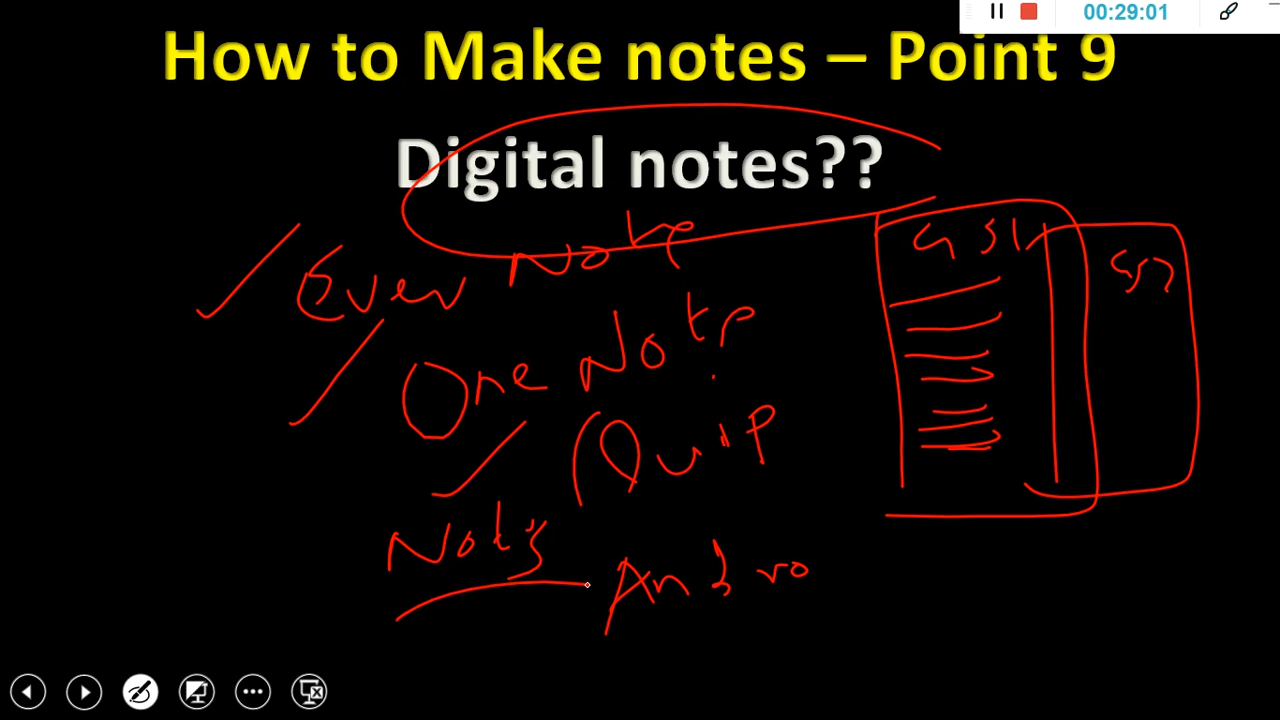 00:29:01
How to Make notes – Point 9
Digital notes??
Ever Note
GS1
GS2
One Note
Quip
Notes
Andro